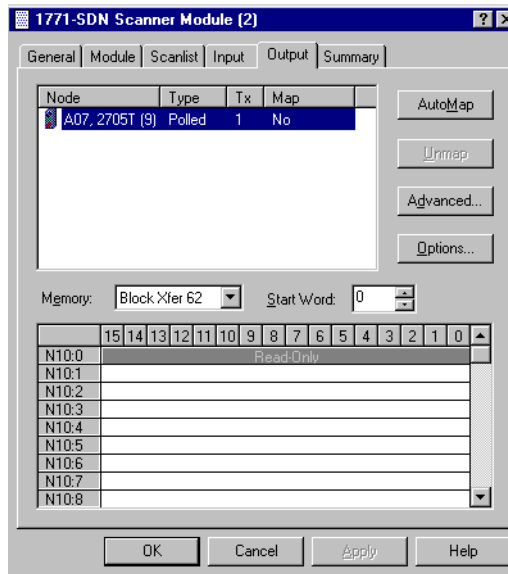 1771-SDN Scanner Module (2)
General Module Scanlist Input Output Summary
Node Type Tx Map
A07, 2705T (9) Polled 1 No
AutoMap
Unmap
Advanced...
Options...
Memory: Block Xfer 62 Start Word: 0
15 14 13 12 11 10 9 8 7 6 5 4 3 2 1 0
N10:0 Read-Only
N10:1
N10:2
N10:3
N10:4
N10:5
N10:6
N10:7
N10:8
OK Cancel Apply Help